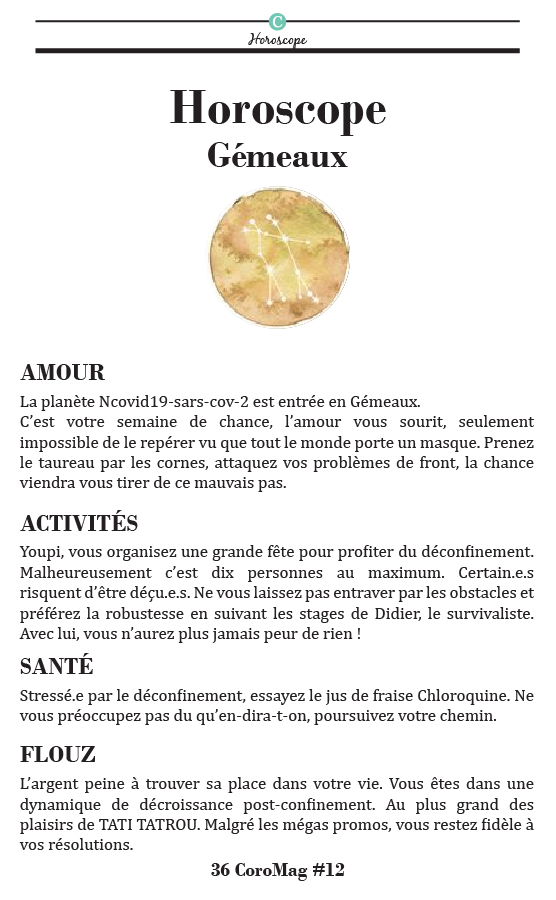 C
Horoscope
Horoscope
Gémeaux
AMOUR
La planète Ncovid19-sars-cov-2 est entrée en Gémeaux.
C’est votre semaine de chance, l’amour vous sourit, seulement
impossible de le repérer vu que tout le monde porte un masque. Prenez
le taureau par les cornes, attaquez vos problèmes de front, la chance
viendra vous tirer de ce mauvais pas.
ACTIVITÉS
Youpi, vous organisez une grande fête pour profiter du déconfinement.
Malheureusement c’est dix personnes au maximum. Certain.e.s
risquent d’être déçu.e.s. Ne vous laissez pas entraver par les obstacles et
préférez la robustesse en suivant les stages de Didier, le survivaliste.
Avec lui, vous n’aurez plus jamais peur de rien !
SANTÉ
Stressé.e par le déconfinement, essayez le jus de fraise Chloroquine. Ne
vous préoccupez pas du qu’en-dira-t-on, poursuivez votre chemin.
FLOUZ
L’argent peine à trouver sa place dans votre vie. Vous êtes dans une
dynamique de décroissance post-confinement. Au plus grand des
plaisirs de TATI TATROU. Malgré les mégas promos, vous restez fidèle à
vos résolutions.
36 CoroMag #12